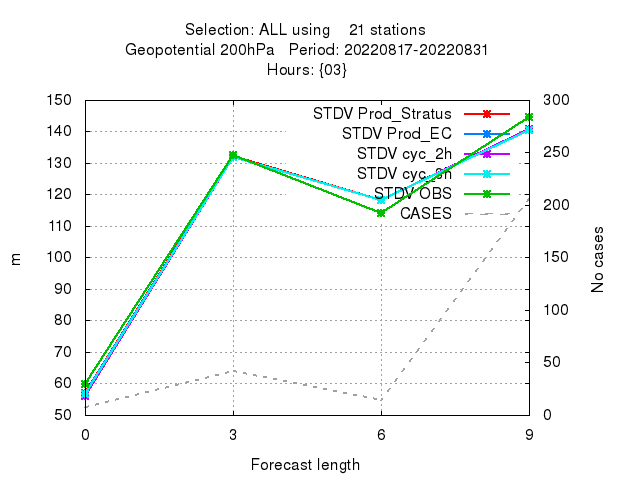 Selection: ALL using 21 stations
Geopotential 200hPa Period: 20220817-20220831
Hours: {03}
150
140
130
120
110
100
90
80
70
60
50
300
250
200
150
100
50
0
STDV Prod_Stratus
STDV Prod_EC
STDV cyc_2h
STDV cyc_3h
STDV OBS
CASES
m
No cases
0 3 6 9
Forecast length